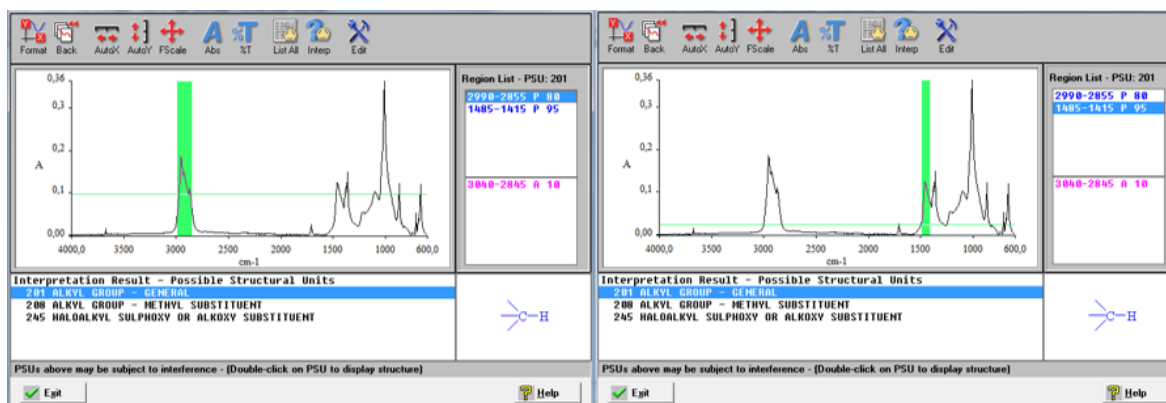 Format Back AutoX AutoY FScale Abs %T List All Interp Edit
0,36
0,3
0,2
A
0,1
0,00
4000,0 3000 2000 1500 1000 600,0
cm-1
Region List - PSU: 201
2990-2855 P 80
1485-1415 P 95
3040-2845 A 10
Interpretation Result - Possible Structural Units
201 ALKYL GROUP - GENERAL
208 ALKYL GROUP - METHYL SUBSTITUENT
245 HALOALKYL SULPHOXY OR ALKOXY SUBSTITUENT
C-H
PSUs above may be subject to interference - (Double-click on PSU to display structure)
Exit Help
Format Back AutoX AutoY FScale Abs %T List All Interp Edit
0,36
0,3
0,2
A
0,1
0,00
4000,0 3000 2000 1500 1000 600,0
cm-1
Region List - PSU: 201
2990-2855 P 80
1485-1415 P 95
3040-2845 A 10
Interpretation Result - Possible Structural Units
201 ALKYL GROUP - GENERAL
208 ALKYL GROUP - METHYL SUBSTITUENT
245 HALOALKYL SULPHOXY OR ALKOXY SUBSTITUENT
C-H
PSUs above may be subject to interference - (Double-click on PSU to display structure)
Exit Help